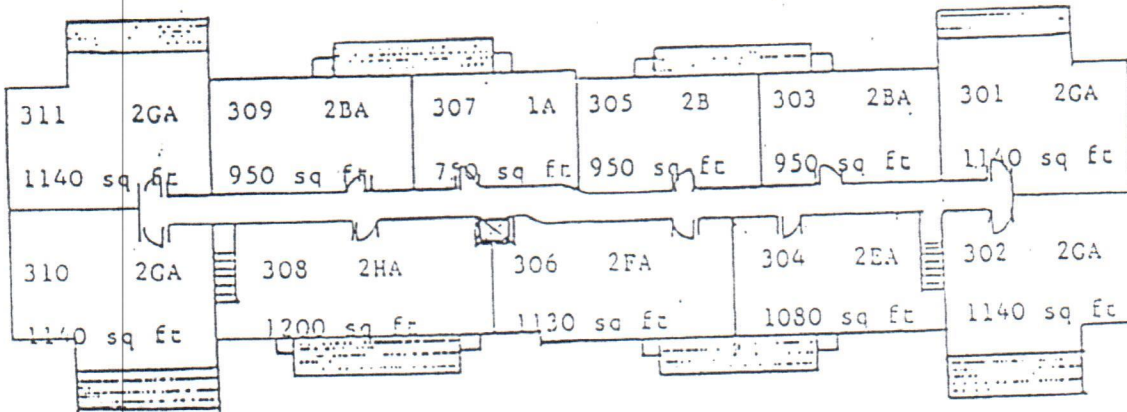 311 2GA
1140 sq ft
309 2BA
950 sq ft
307 1A
750 sq ft
305 2B
950 sq ft
303 2BA
950 sq ft
301 2GA
1140 sq ft
310 2GA
1140 sq ft
308 2HA
1200 sq ft
306 2FA
1130 sq ft
304 2EA
1080 sq ft
302 2GA
1140 sq ft